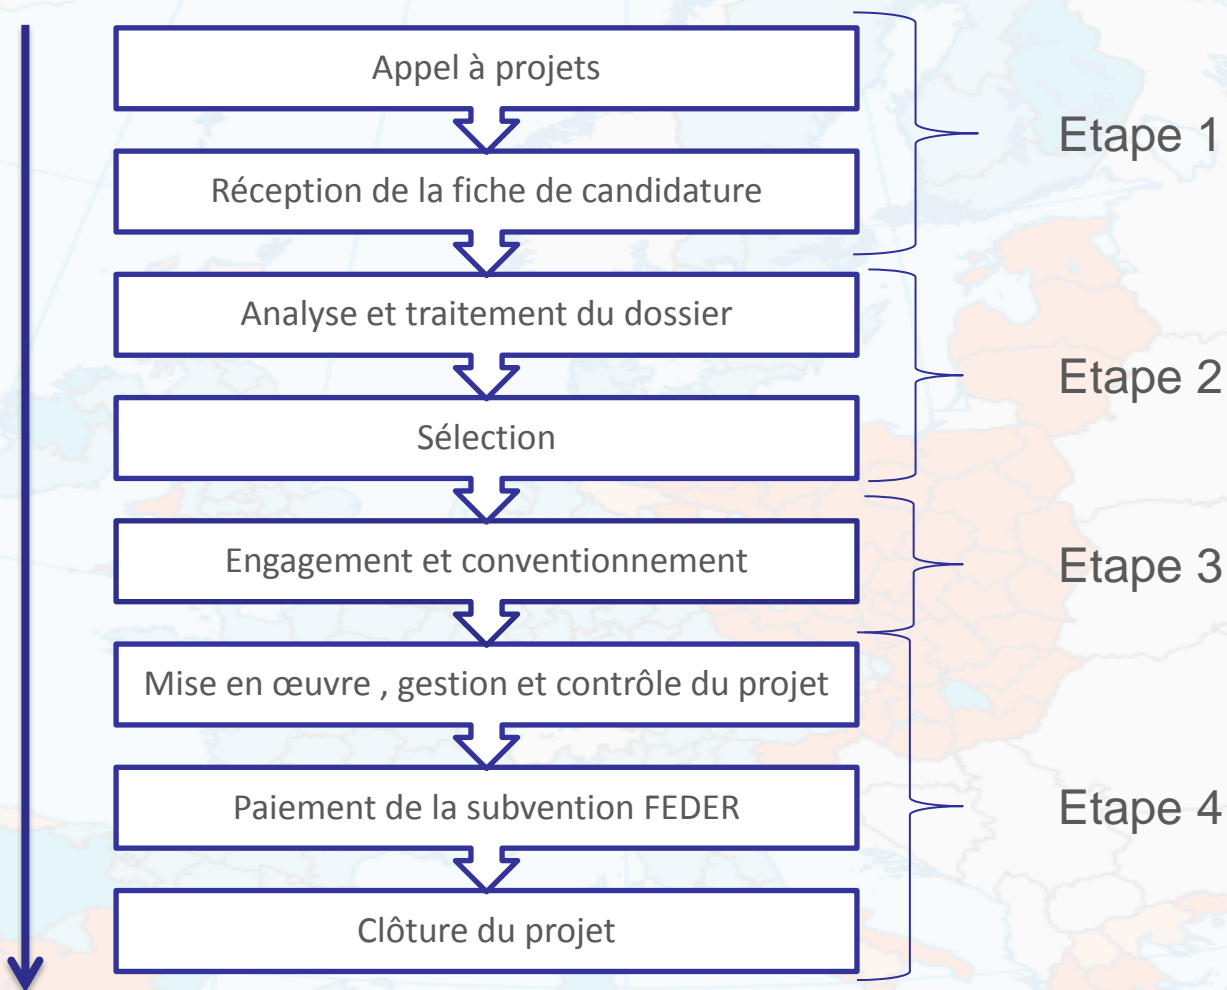 Appel à projets
Etape 1
Réception de la fiche de candidature
Analyse et traitement du dossier
Etape 2
Sélection
Engagement et conventionnement
Etape 3
Mise en œuvre , gestion et contrôle du projet
Paiement de la subvention FEDER
Etape 4
Clôture du projet